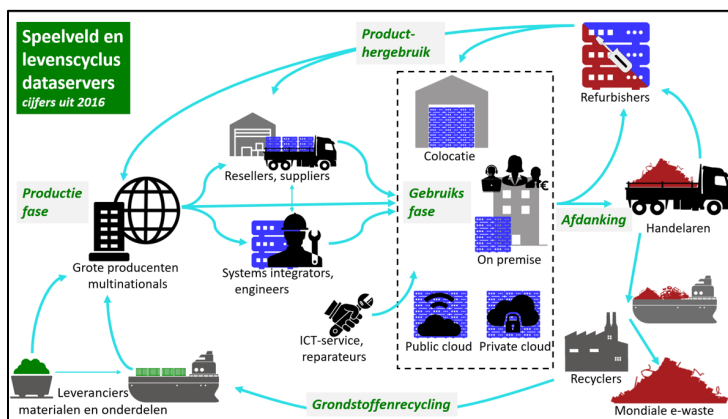 Speelveld en
levenscyclus
dataservers
cijfers uit 2016
Product-
hergebruik
Refurbishers
Colocatie
Resellers, suppliers
Productie
fase
Gebruiks
fase
€
Afdanking
Handelaren
Grote producenten
multinationals
Systems integrators,
engineers
On premise
ICT-service,
reparateurs
Public cloud
Private cloud
Leveranciers
materialen en onderdelen
Grondstoffenrecycling
Recyclers
Mondiale e-waste